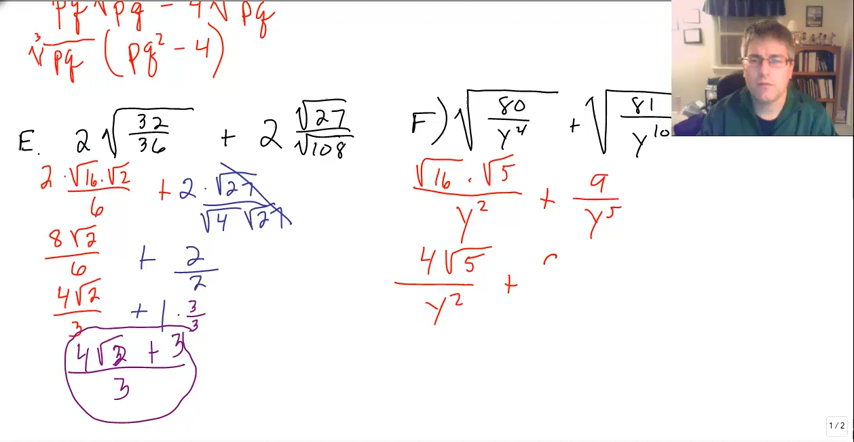 pq √pq − 4 √pq
∛pq (pq² − 4)
E. 2 √(32/36) + 2 √27/√108
2 · √16 · √2 / 6 + 2 · √27 / √4 √27
8√2 / 6 + 2/2
4√2 / 3 + 1 · 3/3
4√2 + 3 / 3
F) √(80/y⁴) + √(81/y¹⁰
√16 · √5 / y² + 9 / y⁵
4√5 / y² +
1 / 2